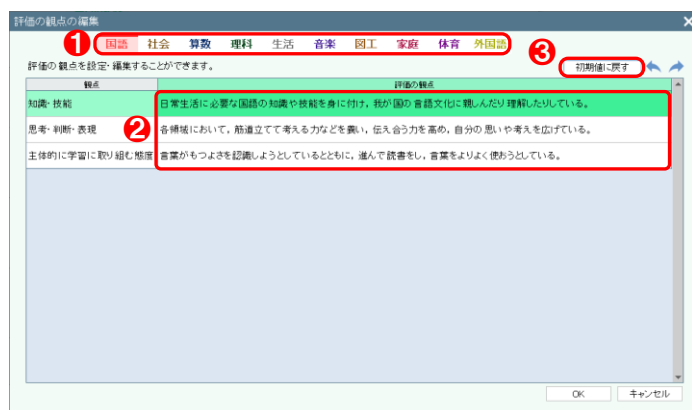 評価の観点の編集 ×
❶ 国語 社会 算数 理科 生活 音楽 図工 家庭 体育 外国語 ❸
評価の観点を設定・編集することができます。 初期値に戻す
観点 評価の観点
知識・技能 日常生活に必要な国語の知識や技能を身に付け，我が国の言語文化に親しんだり理解したりしている。
思考・判断・表現 ❷ 各領域において，筋道立てて考える力などを養い，伝え合う力を高め，自分の思いや考えを広げている。
主体的に学習に取り組む態度 言葉がもつよさを認識しようとしているとともに，進んで読書をし，言葉をよりよく使おうとしている。
OK キャンセル